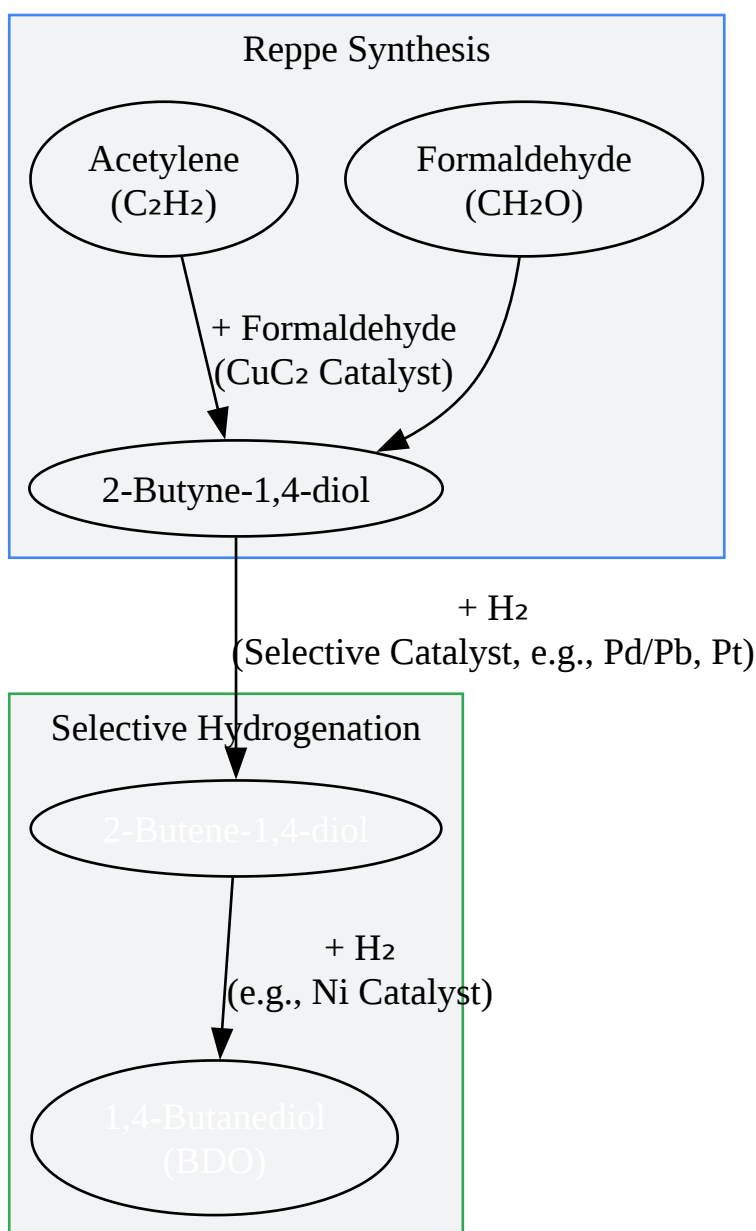 Reppe Synthesis
Acetylene
(C₂H₂)
Formaldehyde
(CH₂O)
+ Formaldehyde
(CuC₂ Catalyst)
2-Butyne-1,4-diol
+ H₂
(Selective Catalyst, e.g., Pd/Pb, Pt)
Selective Hydrogenation
2-Butene-1,4-diol
+ H₂
(e.g., Ni Catalyst)
1,4-Butanediol
(BDO)